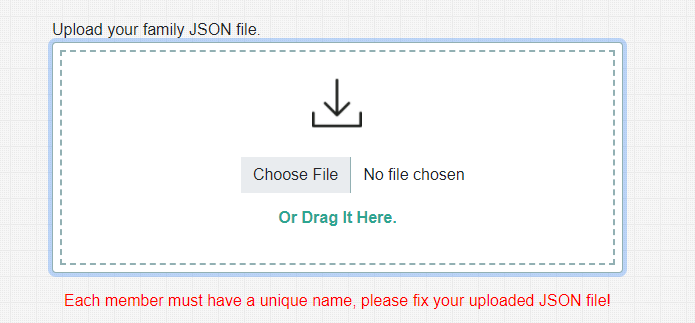 Upload your family JSON file.
Choose File No file chosen
Or Drag It Here.
Each member must have a unique name, please fix your uploaded JSON file!